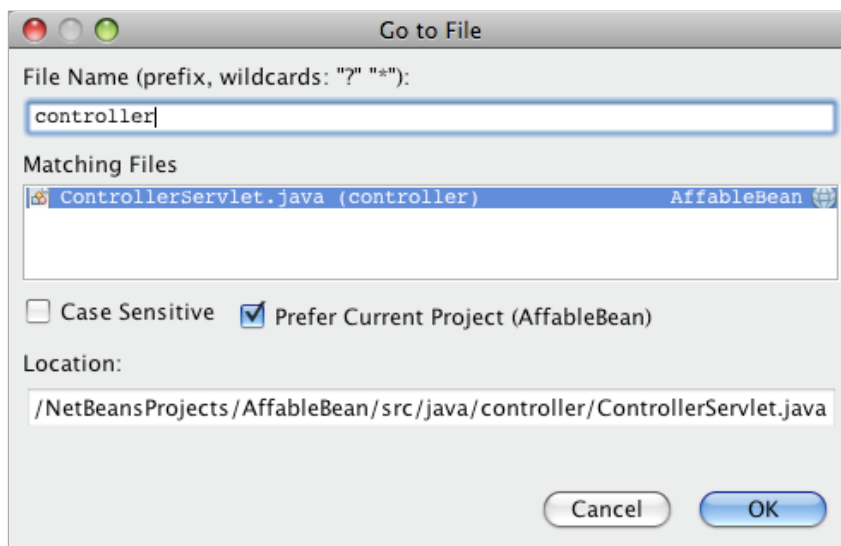 Go to File
File Name (prefix, wildcards: "?" "*"):
controller
Matching Files
ControllerServlet.java (controller) AffableBean
Case Sensitive Prefer Current Project (AffableBean)
Location:
/NetBeansProjects/AffableBean/src/java/controller/ControllerServlet.java
Cancel OK